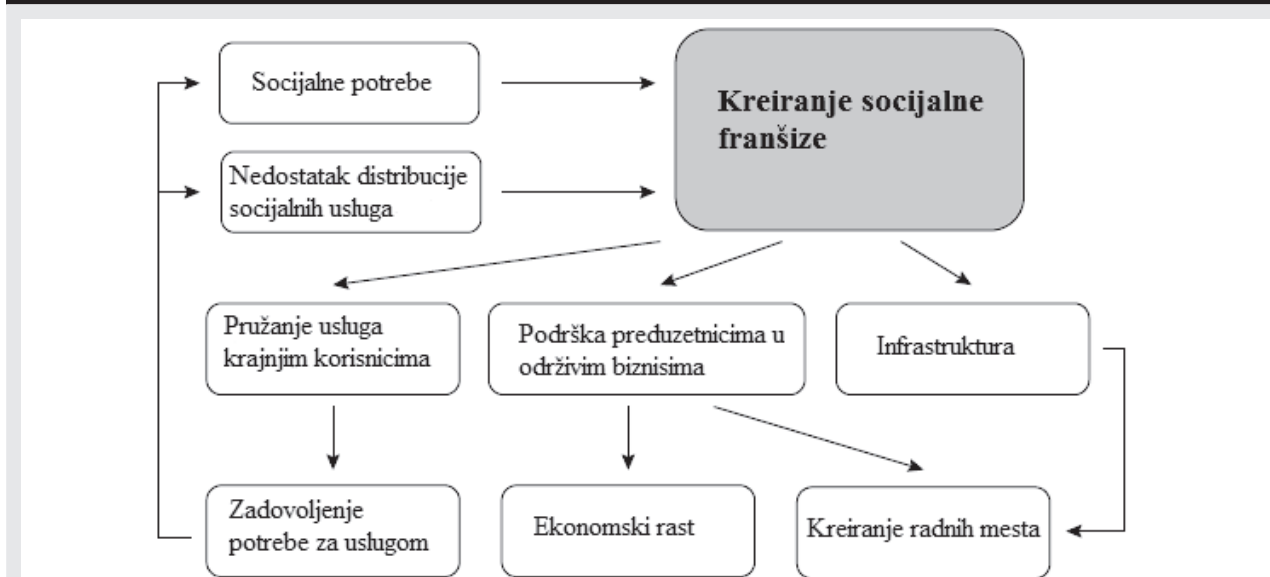 Socijalne potrebe
Kreiranje socijalne
franšize
Nedostatak distribucije
socijalnih usluga
Pružanje usluga
krajnjim korisnicima
Podrška preduzetnicima u
održivim biznisima
Infrastruktura
Zadovoljenje
potrebe za uslugom
Ekonomski rast
Kreiranje radnih mesta